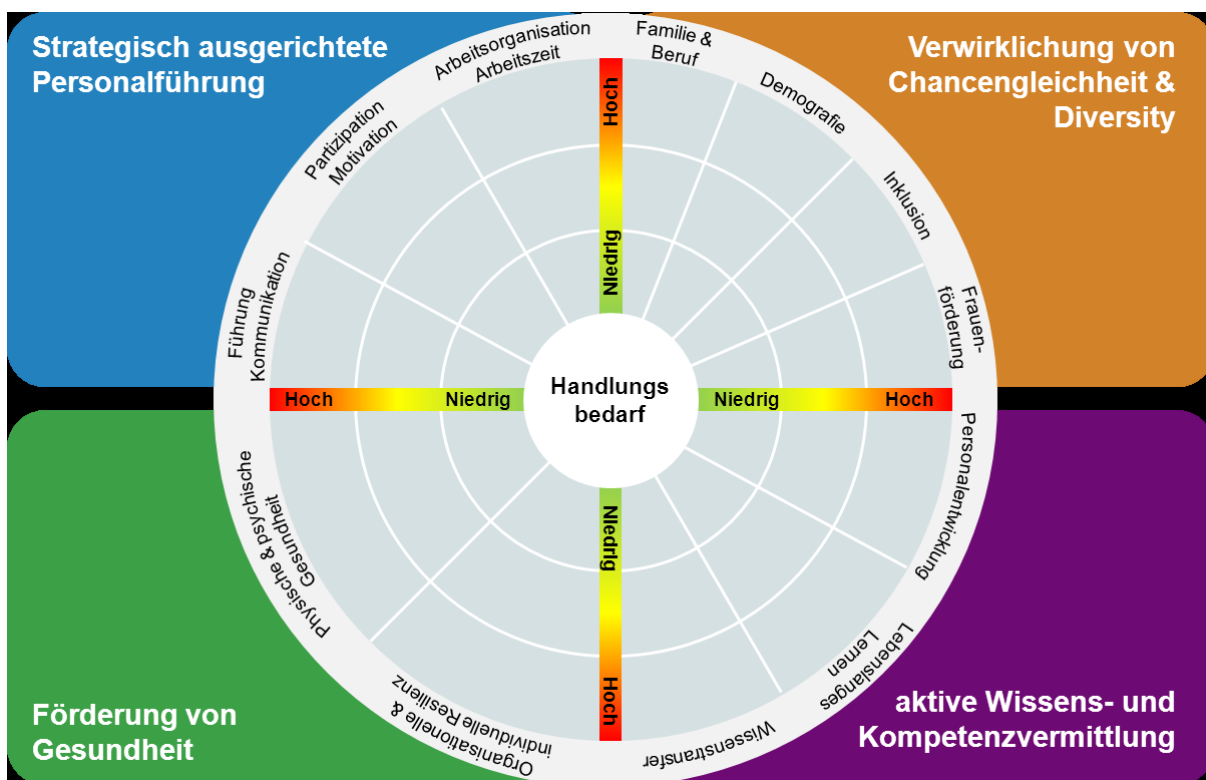 Strategisch ausgerichtete
Personalführung
Verwirklichung von
Chancengleichheit &
Diversity
Arbeitsorganisation
Arbeitszeit
Familie &
Beruf
Demografie
Inklusion
Frauen-
förderung
Partizipation
Motivation
Führung
Kommunikation
Hoch
NIedrig
Hoch
Niedrig
Handlungs
bedarf
Niedrig
Hoch
NIedrig
Hoch
Personalentwicklung
Lebenslanges
Lernen
Wissenstransfer
Organisationelle &
individuelle Resilienz
Physische & psychische
Gesundheit
Förderung von
Gesundheit
aktive Wissens- und
Kompetenzvermittlung